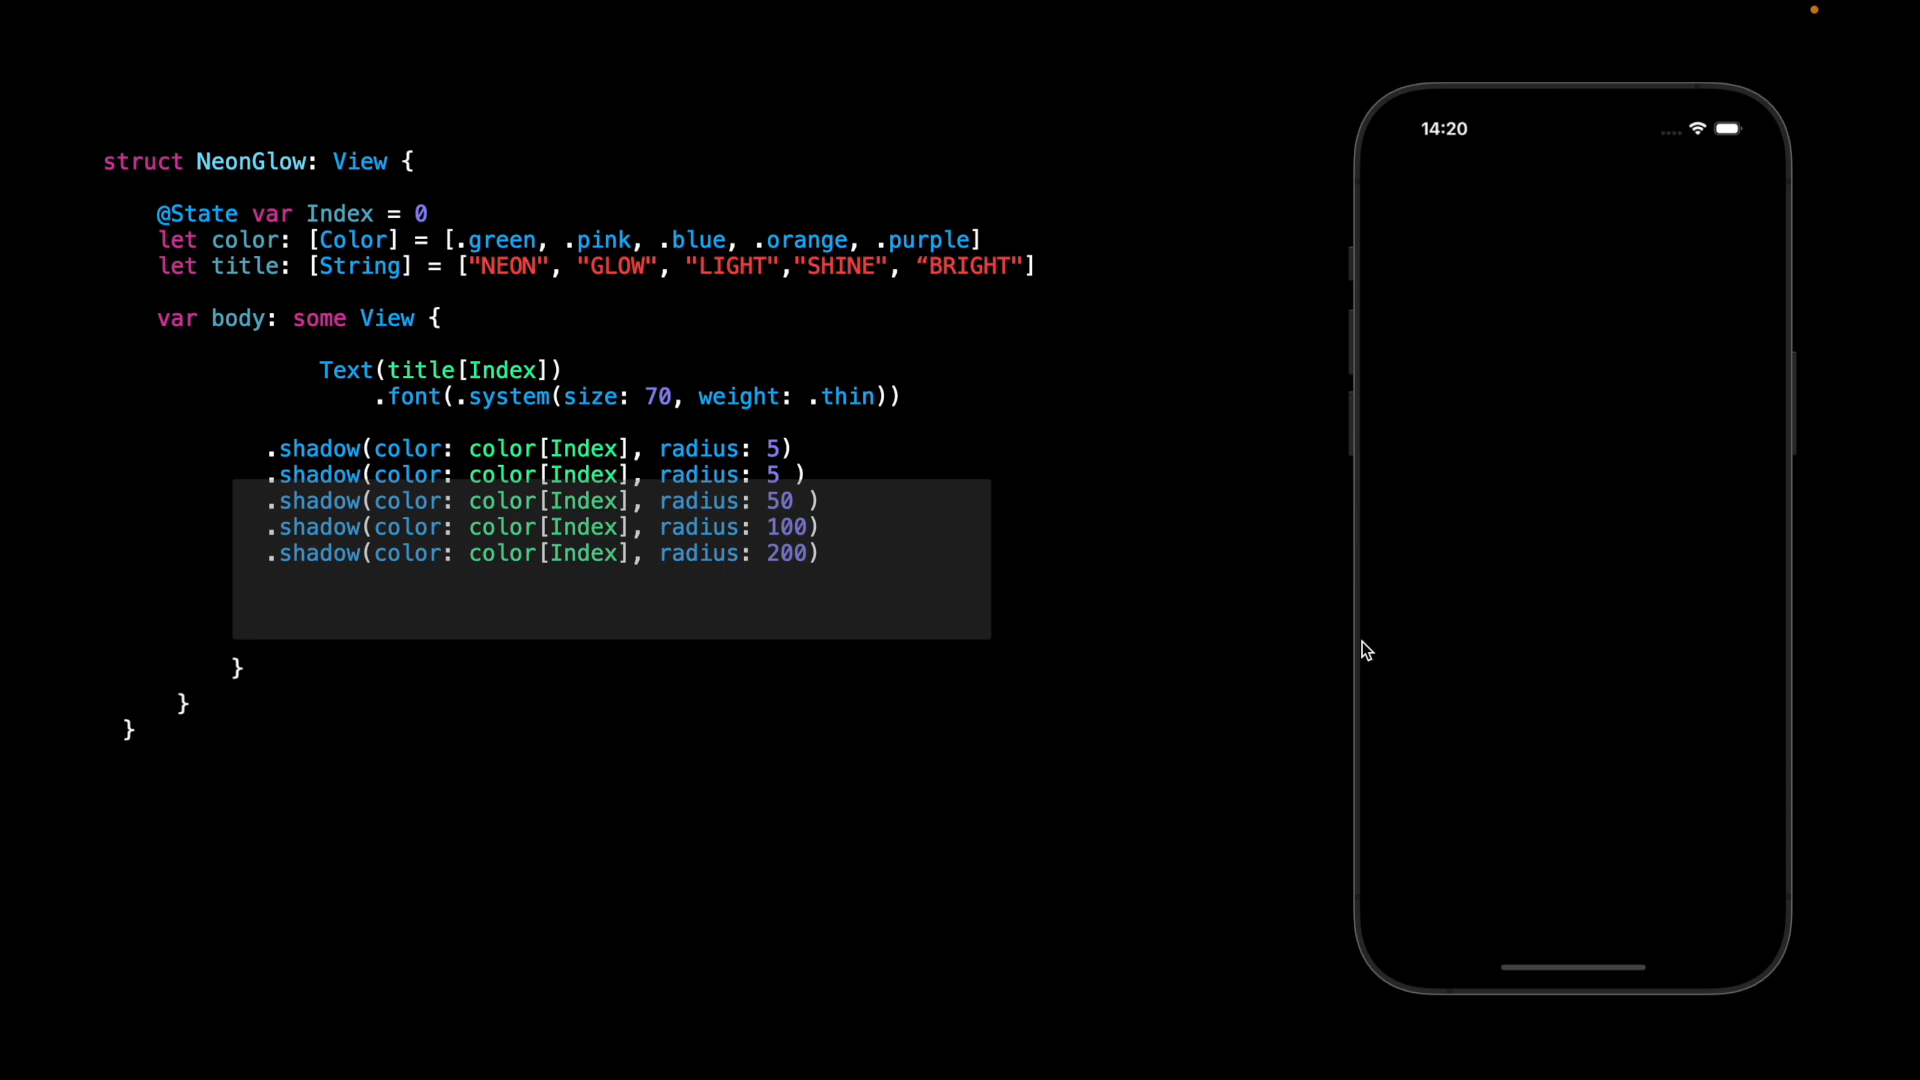 struct NeonGlow: View {
@State var Index = 0
let color: [Color] = [.green, .pink, .blue, .orange, .purple]
let title: [String] = ["NEON", "GLOW", "LIGHT","SHINE", “BRIGHT"]
var body: some View {
Text(title[Index])
.font(.system(size: 70, weight: .thin))
.shadow(color: color[Index], radius: 5)
.shadow(color: color[Index], radius: 5 )
.shadow(color: color[Index], radius: 50 )
.shadow(color: color[Index], radius: 100)
.shadow(color: color[Index], radius: 200)
}
}
}
14:20